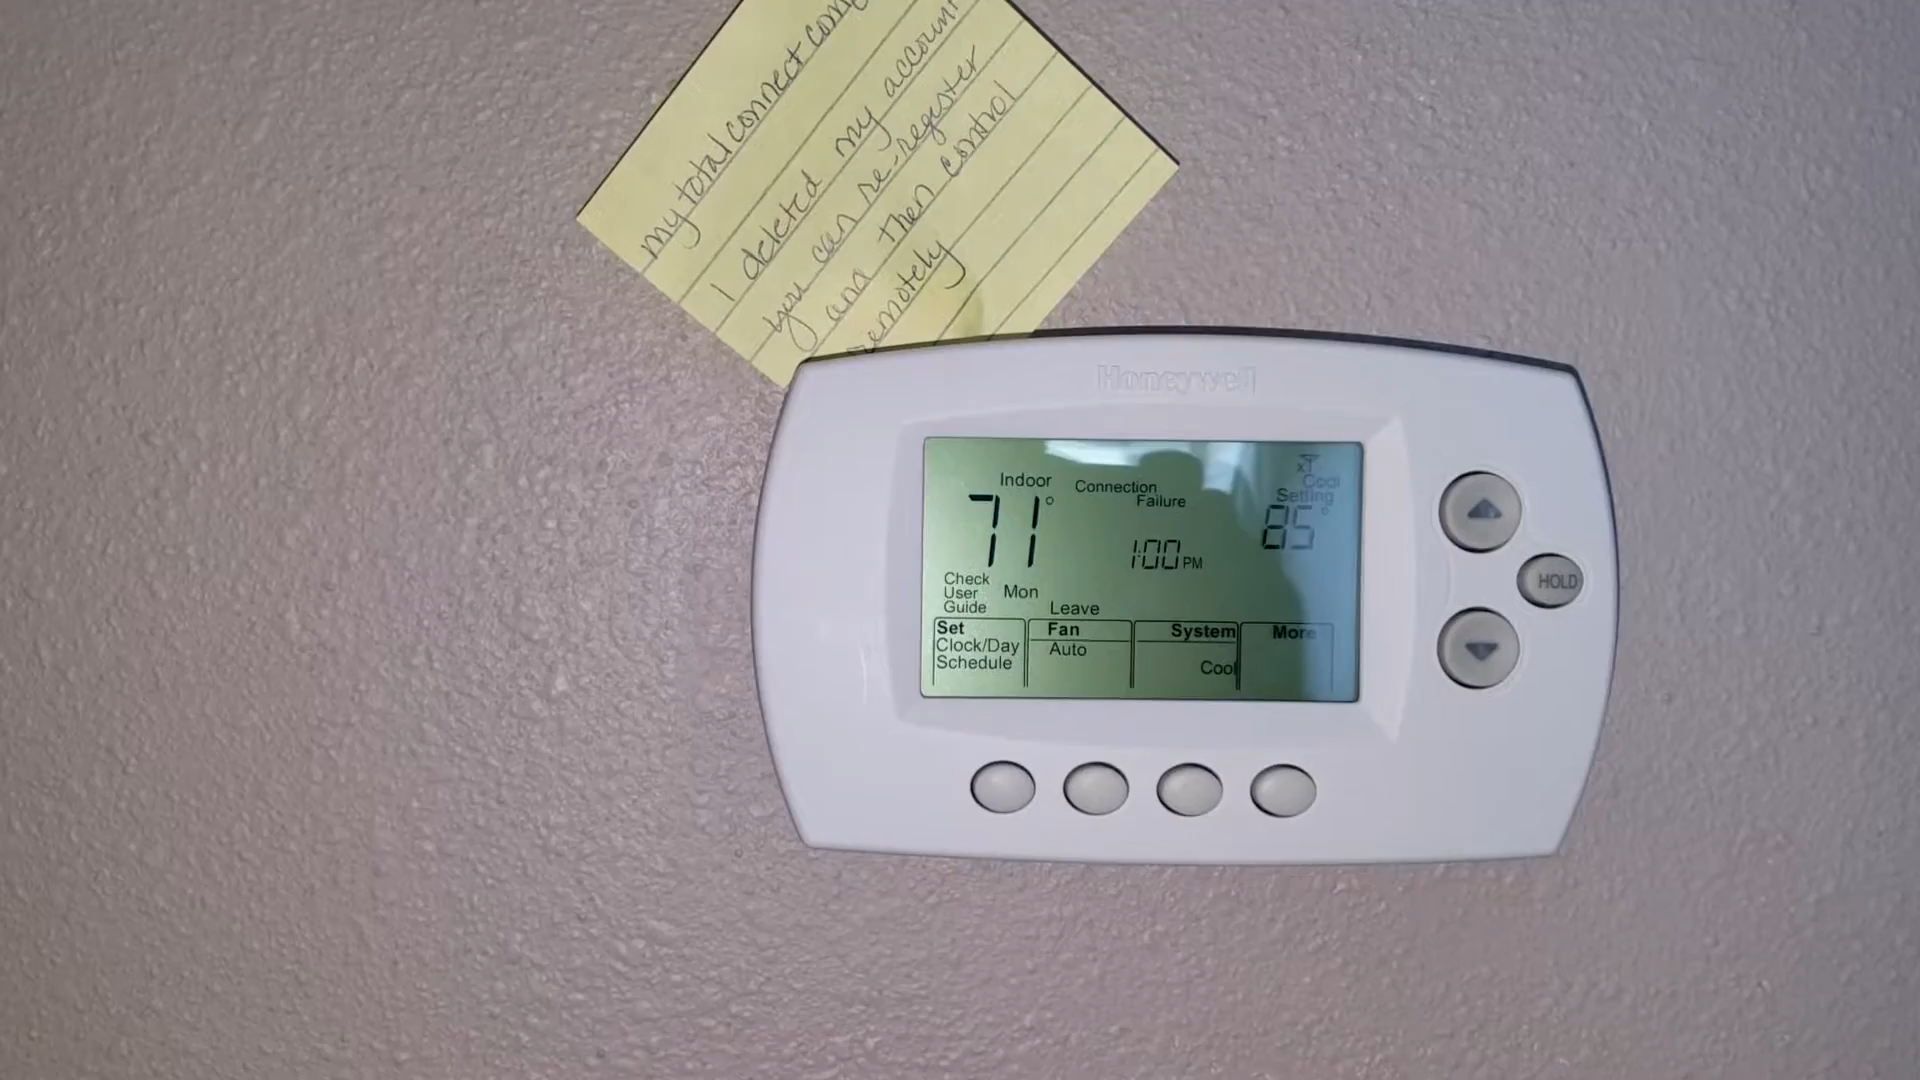 my total connect com
I deleted my account
you can re-register
and then control
remotely
Honeywell
Indoor
71°
Connection
Failure
Cool
Setting
85°
1:00 PM
Check
User
Guide
Mon
Leave
Set
Clock/Day
Schedule
Fan
Auto
System
Cool
More
HOLD